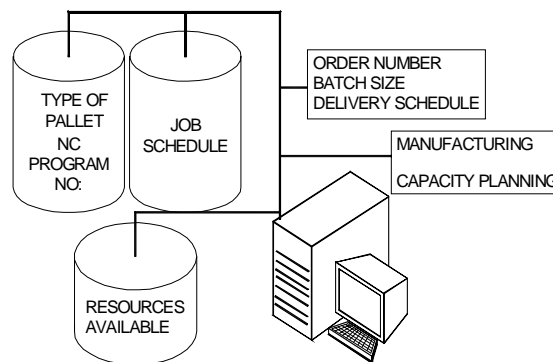 TYPE OF
PALLET
NC
PROGRAM
NO:
JOB
SCHEDULE
ORDER NUMBER
BATCH SIZE
DELIVERY SCHEDULE
MANUFACTURING
CAPACITY PLANNING
RESOURCES
AVAILABLE